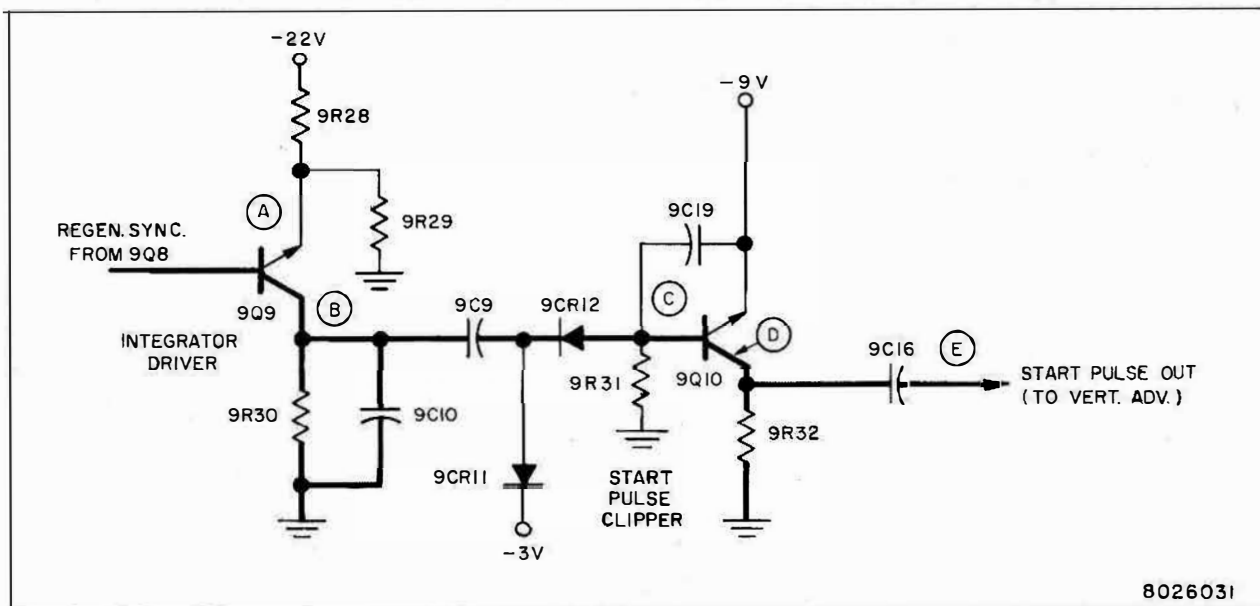 -22V
9R28
-9V
A
9R29
9C19
REGEN. SYNC.
FROM 9Q8
B
9C9
9CR12
C
9Q9
D
INTEGRATOR
DRIVER
9C16
E
9R31
9Q10
START PULSE OUT
(TO VERT. ADV.)
9R30
9C10
9R32
9CR11
START
PULSE
CLIPPER
-3V
8026031